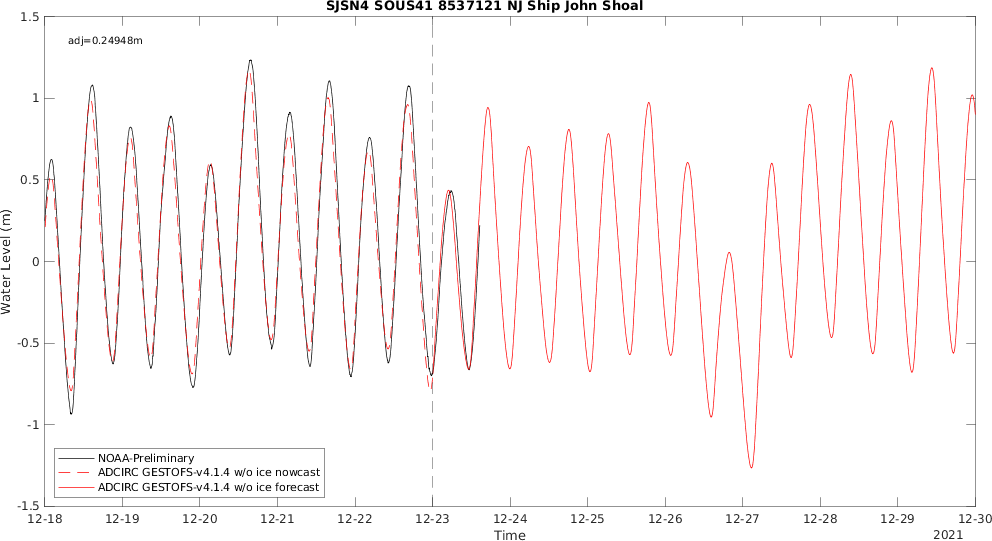 SJSN4 SOUS41 8537121 NJ Ship John Shoal
adj=0.24948m
1.5
1
0.5
0
-0.5
-1
-1.5
Water Level (m)
NOAA-Preliminary
ADCIRC GESTOFS-v4.1.4 w/o ice nowcast
ADCIRC GESTOFS-v4.1.4 w/o ice forecast
12-18 12-19 12-20 12-21 12-22 12-23 12-24 12-25 12-26 12-27 12-28 12-29 12-30
Time
2021